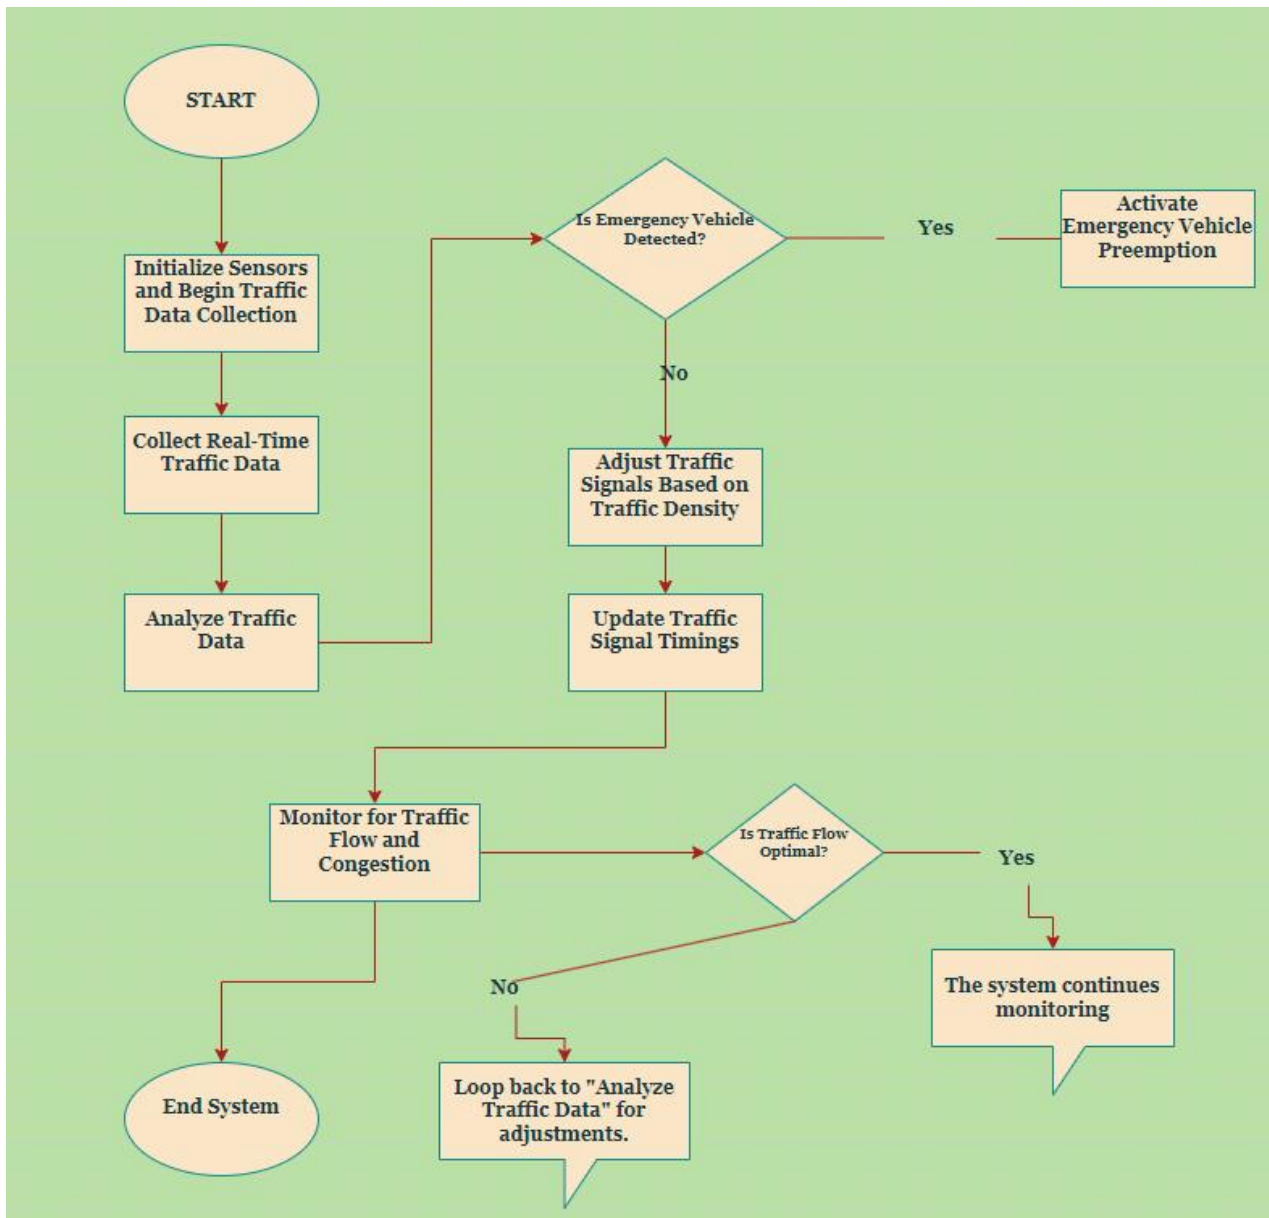 START
Initialize Sensors
and Begin Traffic
Data Collection
Collect Real-Time
Traffic Data
Analyze Traffic
Data
Is Emergency Vehicle
Detected?
Yes
Activate
Emergency Vehicle
Preemption
No
Adjust Traffic
Signals Based on
Traffic Density
Update Traffic
Signal Timings
Monitor for Traffic
Flow and
Congestion
Is Traffic Flow
Optimal?
Yes
The system continues
monitoring
No
Loop back to "Analyze
Traffic Data" for
adjustments.
End System